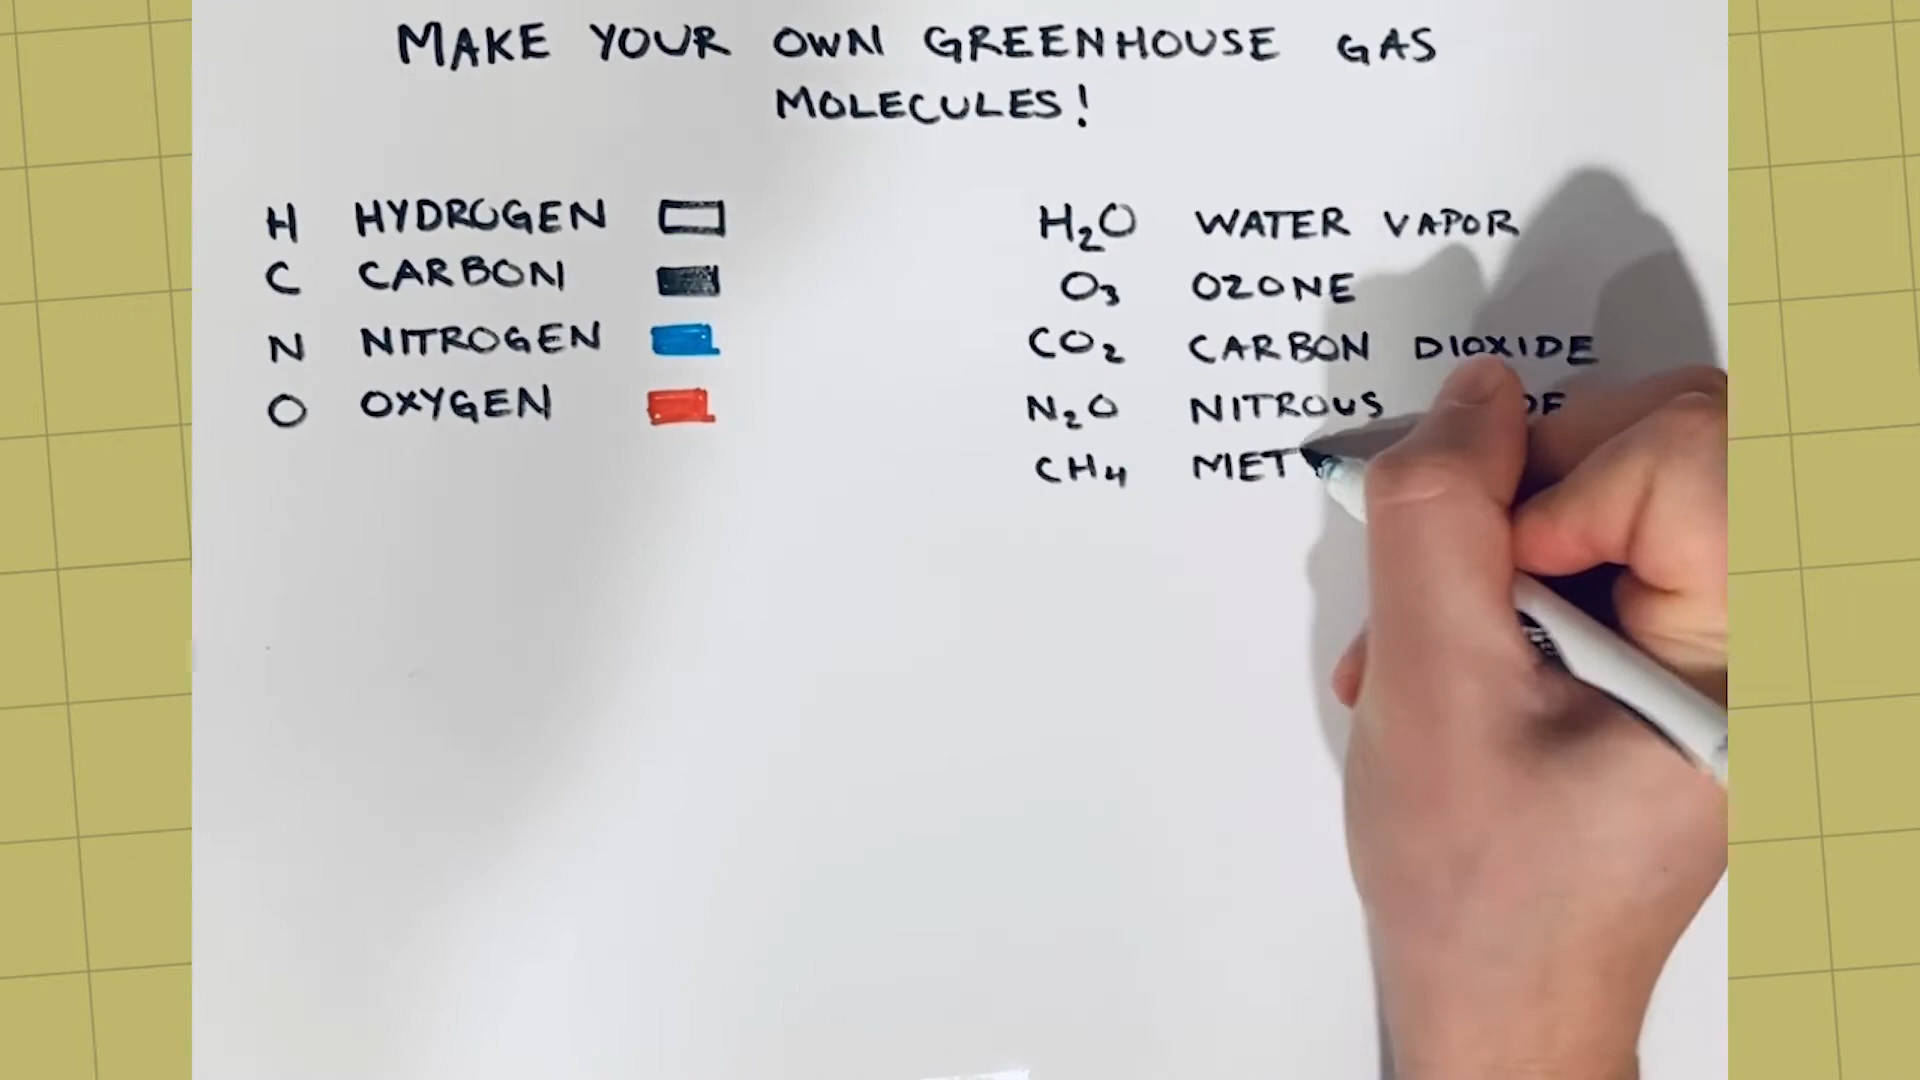 MAKE YOUR OWN GREENHOUSE GAS
MOLECULES!
H HYDROGEN
C CARBON
N NITROGEN
O OXYGEN
H2O WATER VAPOR
O3 OZONE
CO2 CARBON DIOXIDE
N2O NITROUS
CH4 MET